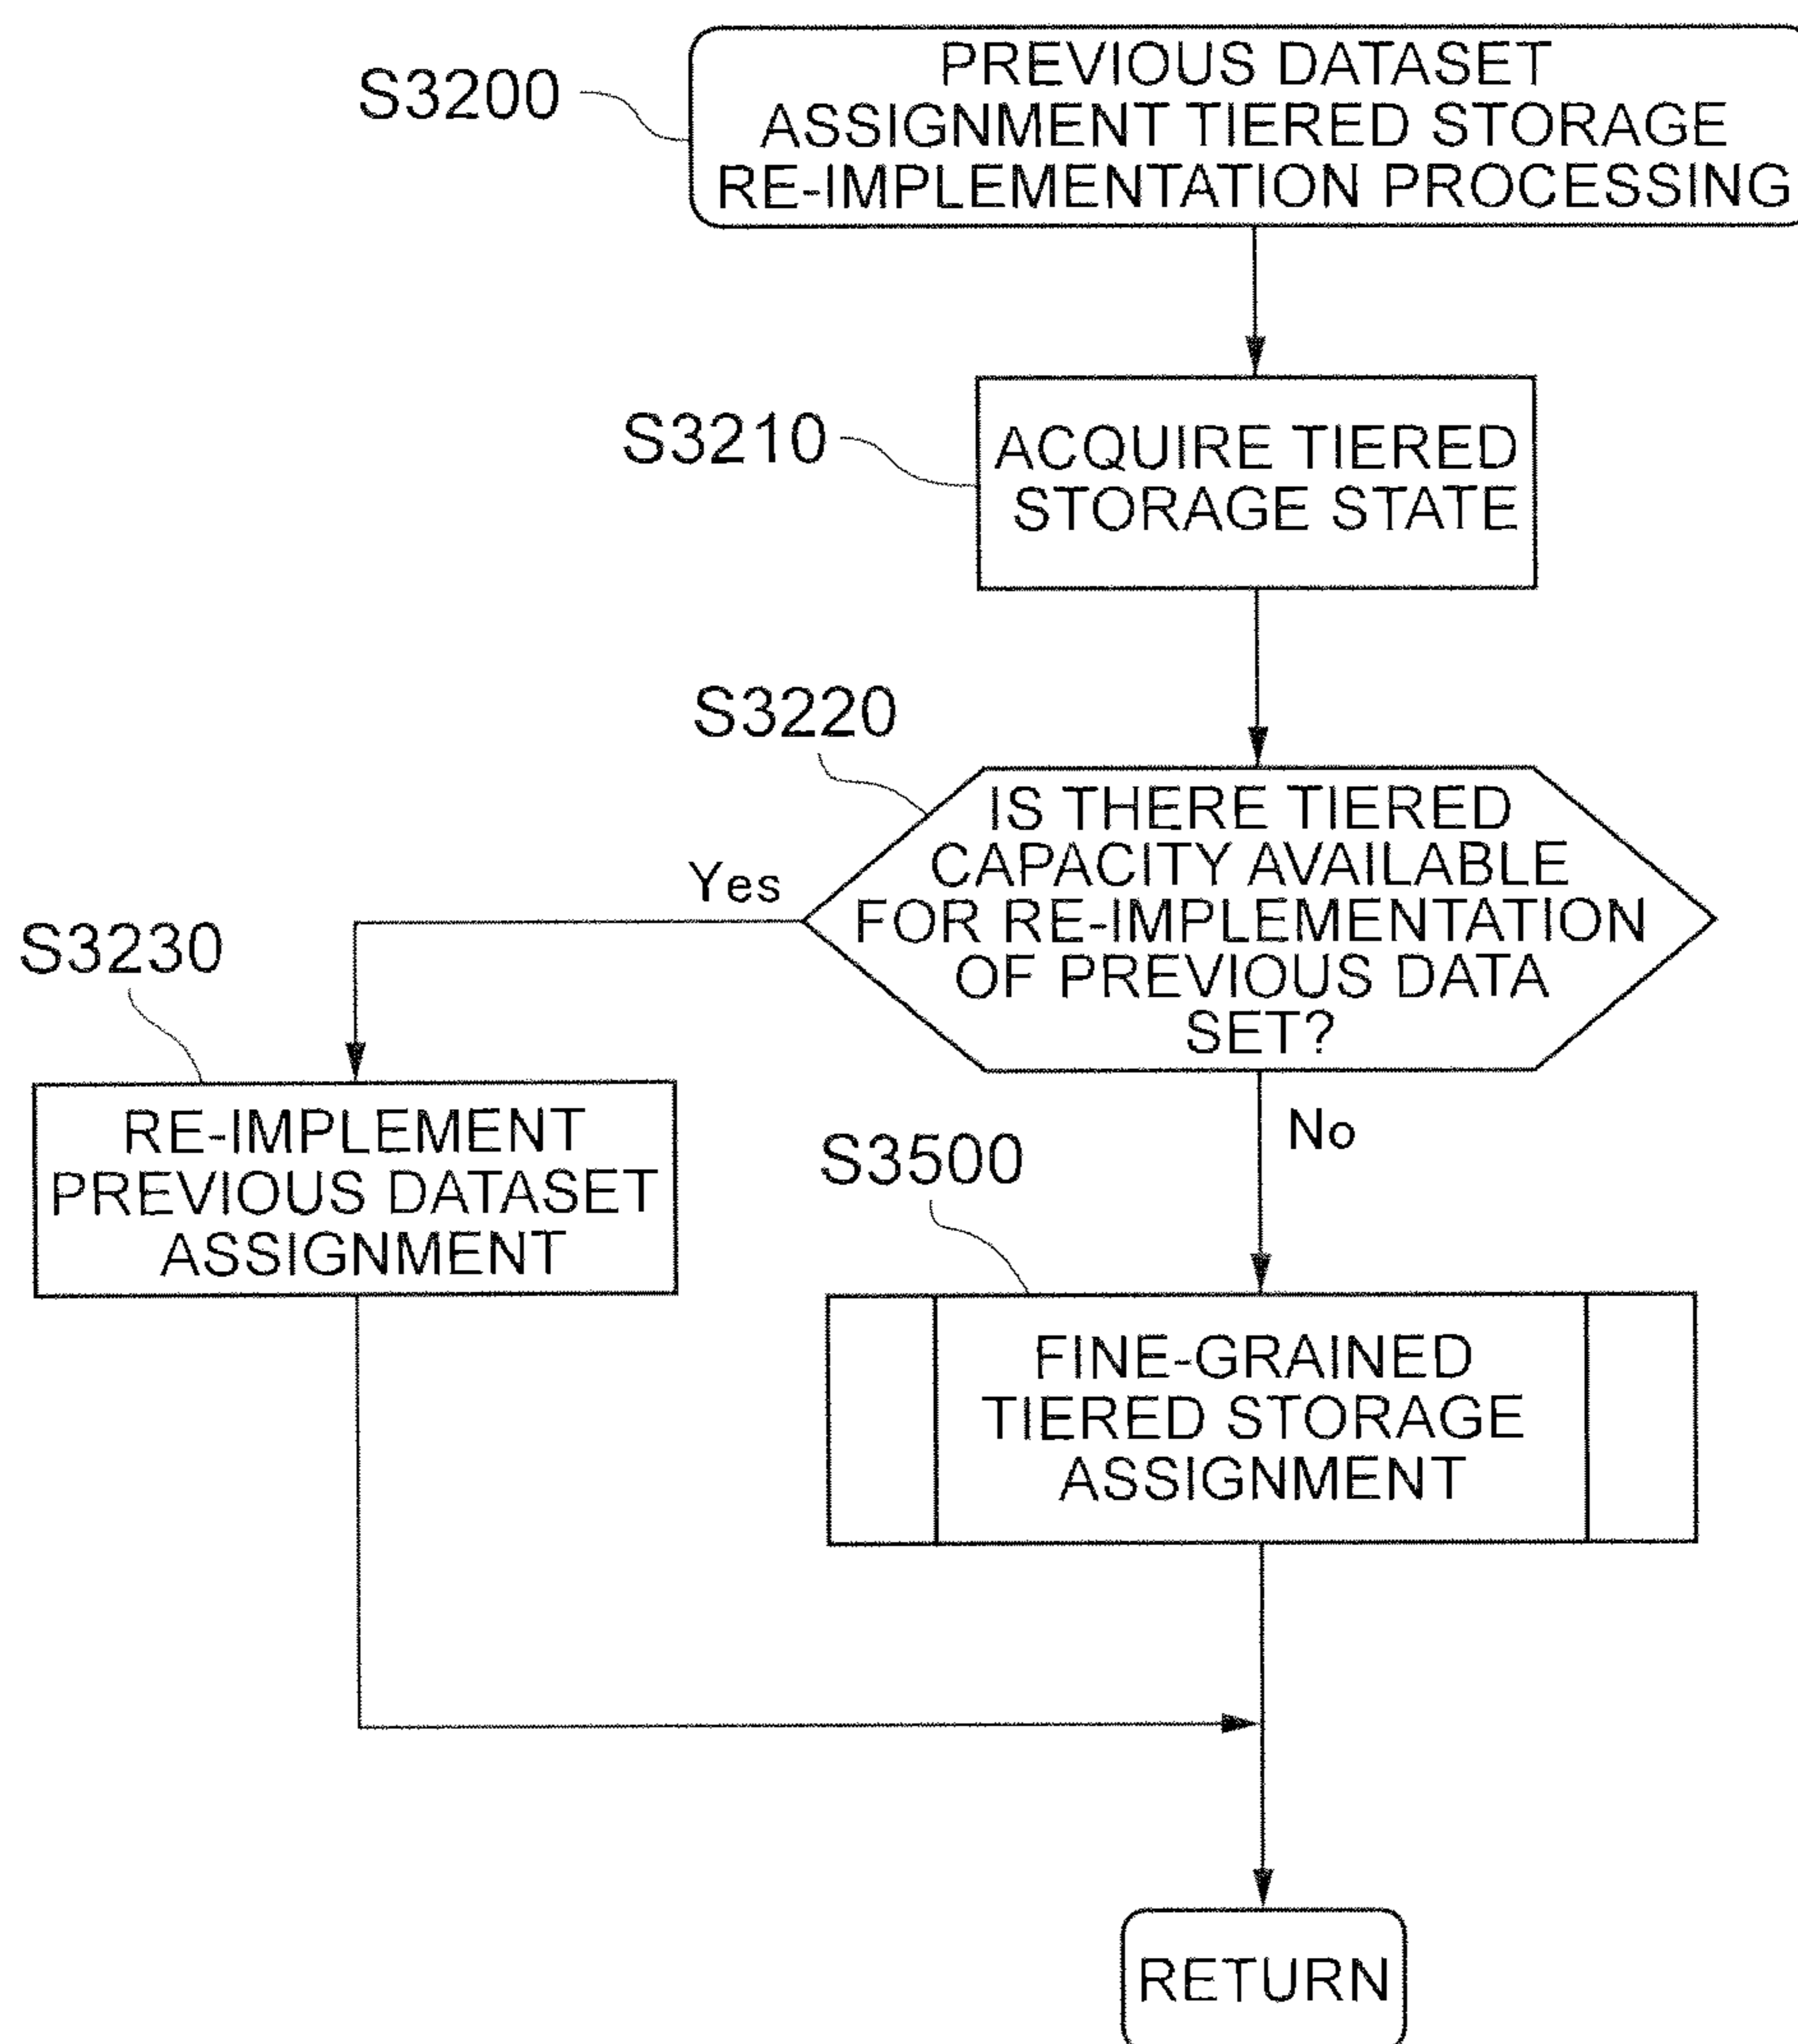 S3200
PREVIOUS DATASET
ASSIGNMENT TIERED STORAGE
RE-IMPLEMENTATION PROCESSING
S3210
ACQUIRE TIERED
STORAGE STATE
S3220
IS THERE TIERED
CAPACITY AVAILABLE
FOR RE-IMPLEMENTATION
OF PREVIOUS DATA
SET?
Yes
S3230
RE-IMPLEMENT
PREVIOUS DATASET
ASSIGNMENT
No
S3500
FINE-GRAINED
TIERED STORAGE
ASSIGNMENT
RETURN